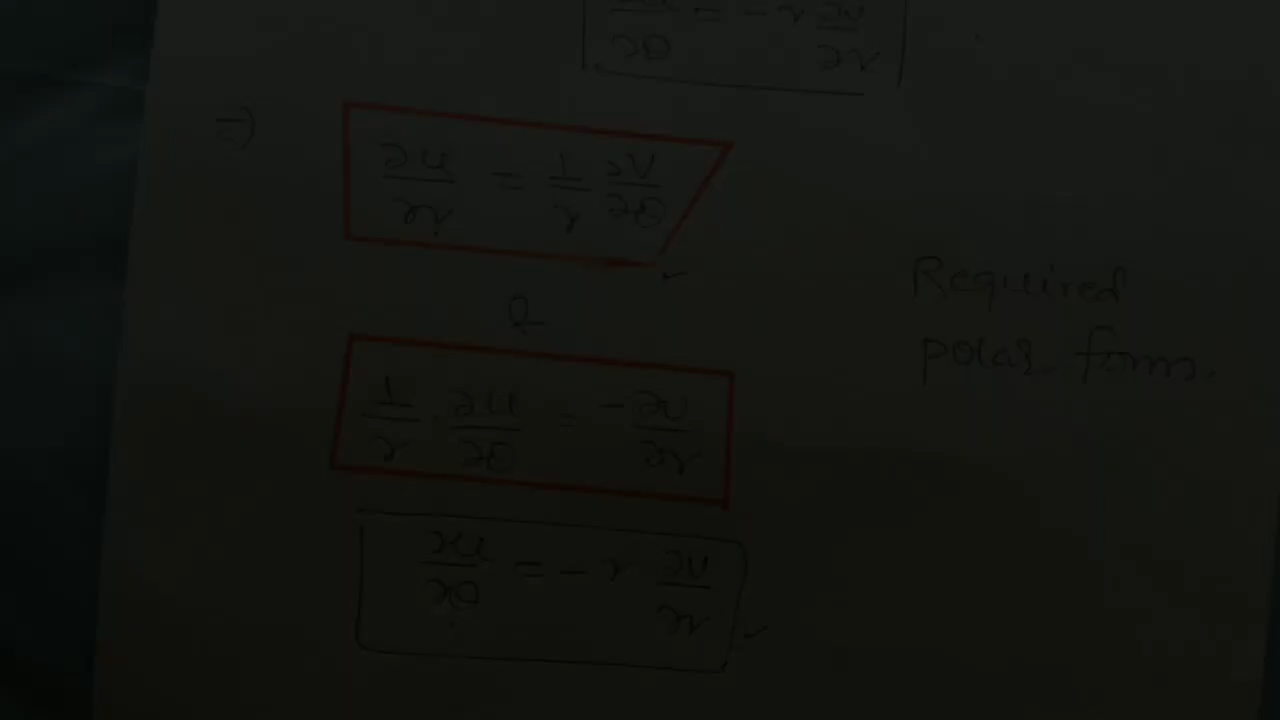 ∂u/∂θ = - r ∂v/∂r
=) ∂u/∂r = 1/r ∂v/∂θ
&
1/r . ∂u/∂θ = - ∂v/∂r
Required
polar form.
∂u/∂θ = - r ∂v/∂r